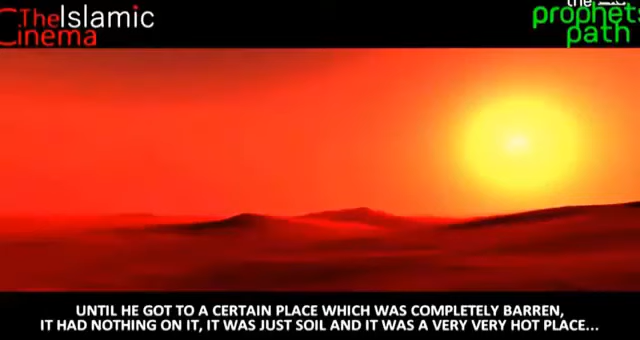 The Islamic
Cinema
the
prophets
path
UNTIL HE GOT TO A CERTAIN PLACE WHICH WAS COMPLETELY BARREN,
IT HAD NOTHING ON IT, IT WAS JUST SOIL AND IT WAS A VERY VERY HOT PLACE...